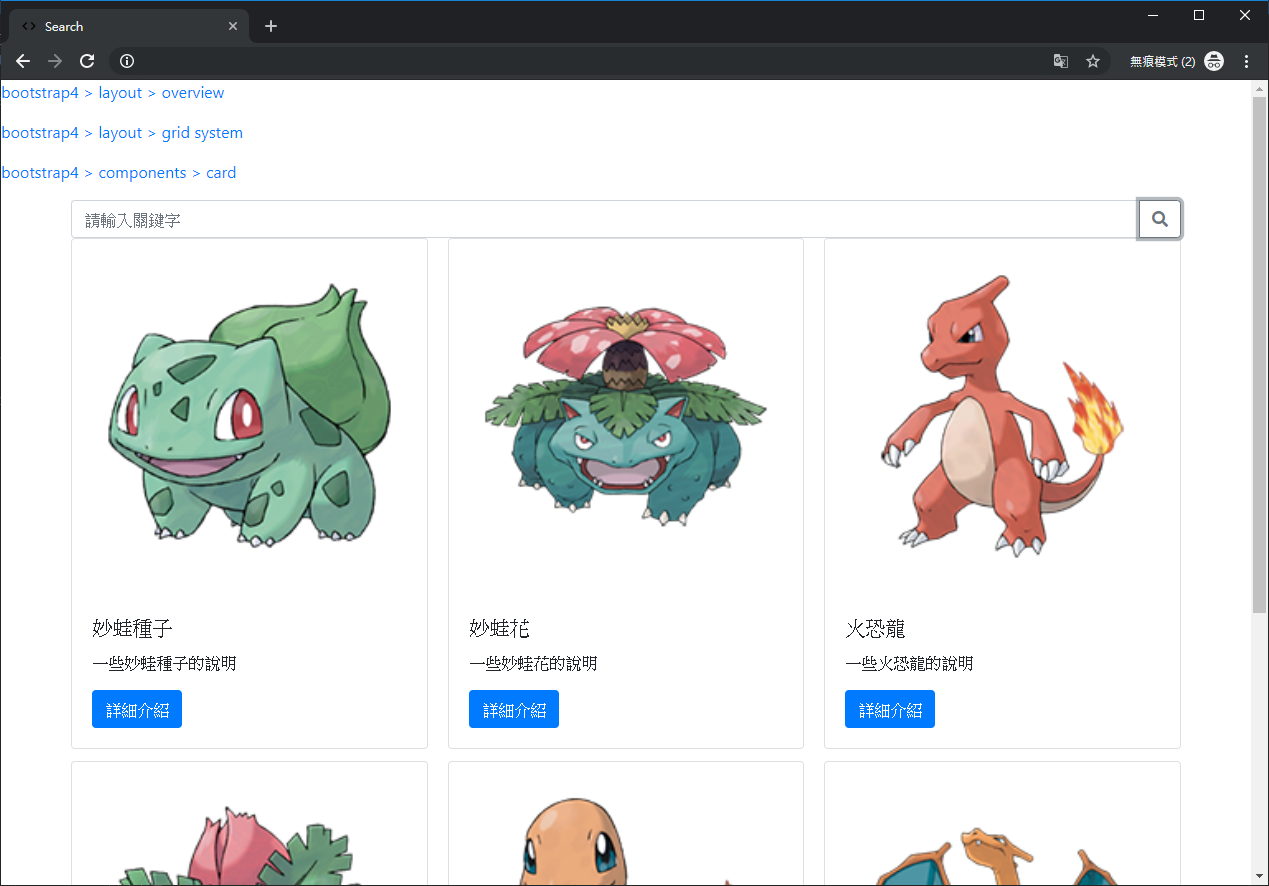 Search
無痕模式 (2)
bootstrap4 > layout > overview
bootstrap4 > layout > grid system
bootstrap4 > components > card
請輸入關鍵字
妙蛙種子
一些妙蛙種子的說明
詳細介紹
妙蛙花
一些妙蛙花的說明
詳細介紹
火恐龍
一些火恐龍的說明
詳細介紹